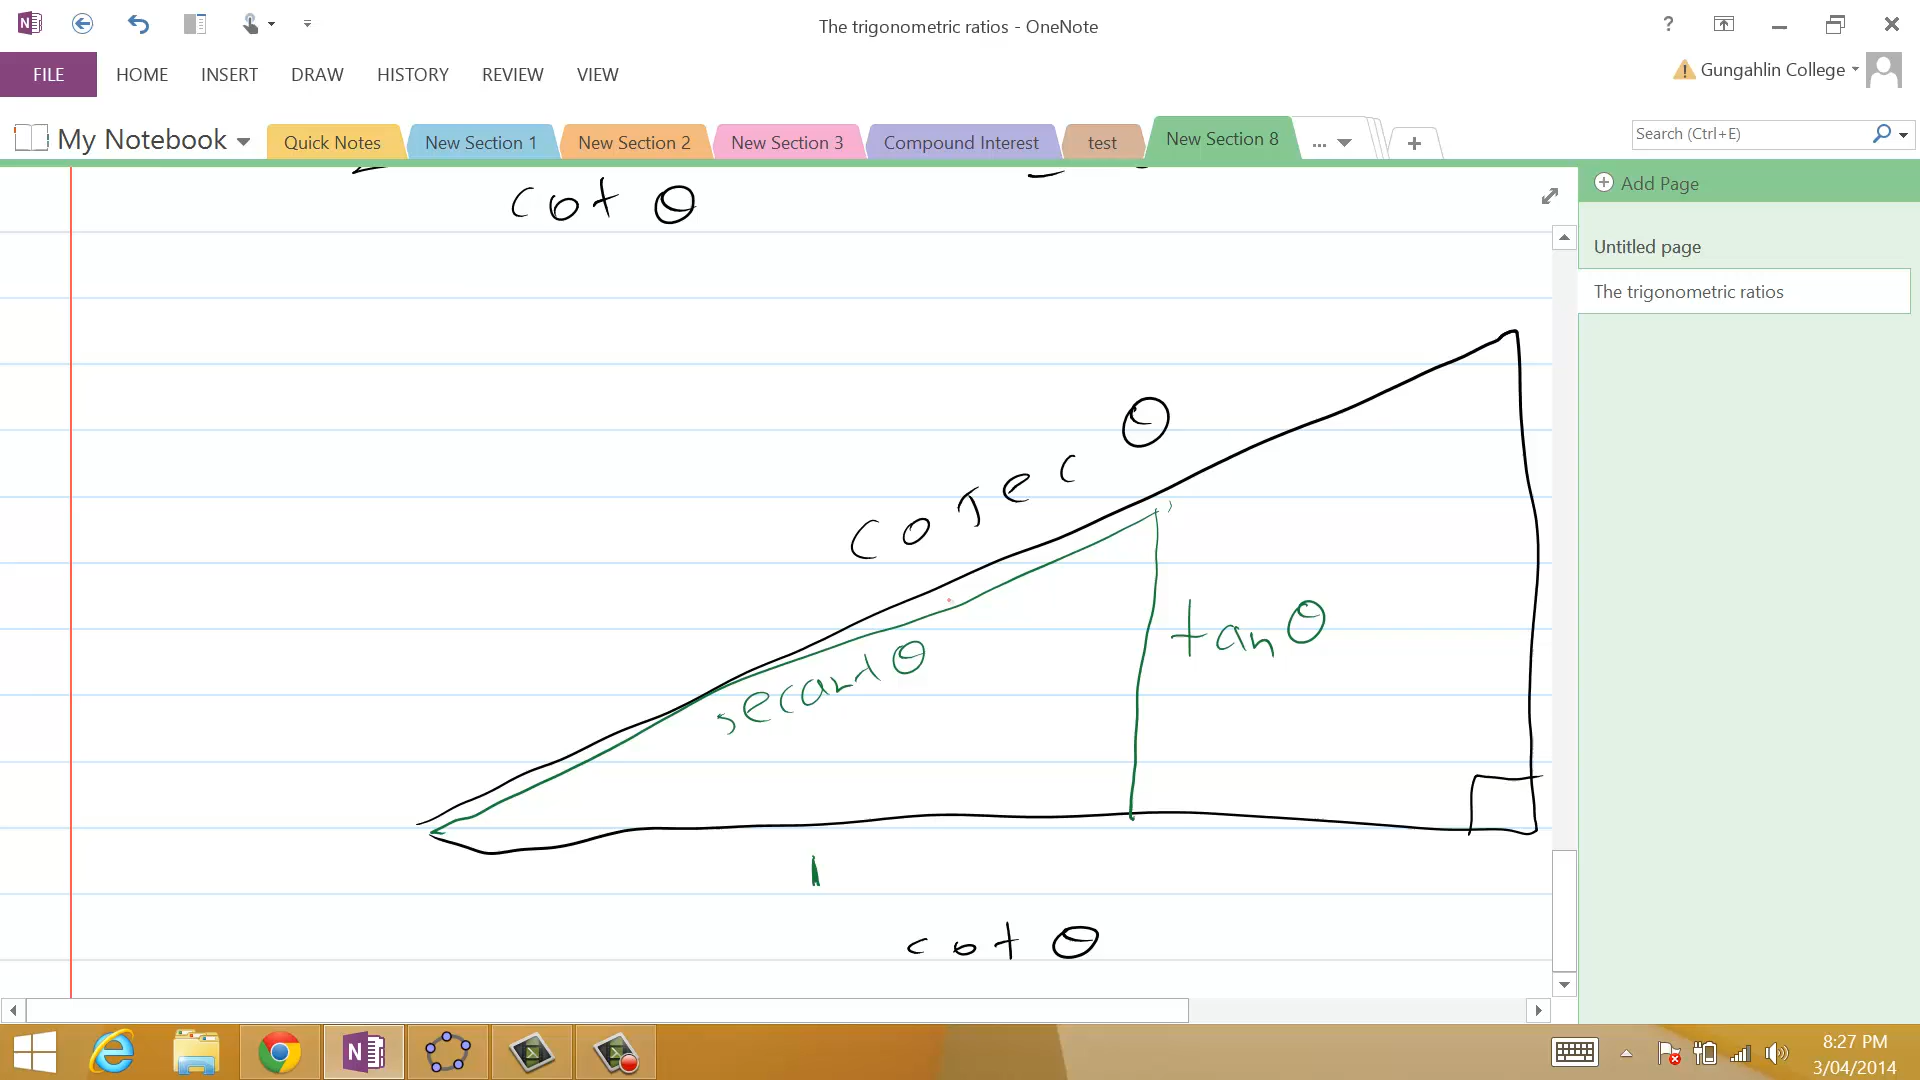 The trigonometric ratios - OneNote
?
FILE HOME INSERT DRAW HISTORY REVIEW VIEW
Gungahlin College
My Notebook
Quick Notes
New Section 1
New Section 2
New Section 3
Compound Interest
test
New Section 8
...
Search (Ctrl+E)
Add Page
Untitled page
The trigonometric ratios
cot θ
cosec θ
tan θ
secant θ
1
cot θ
8:27 PM
3/04/2014